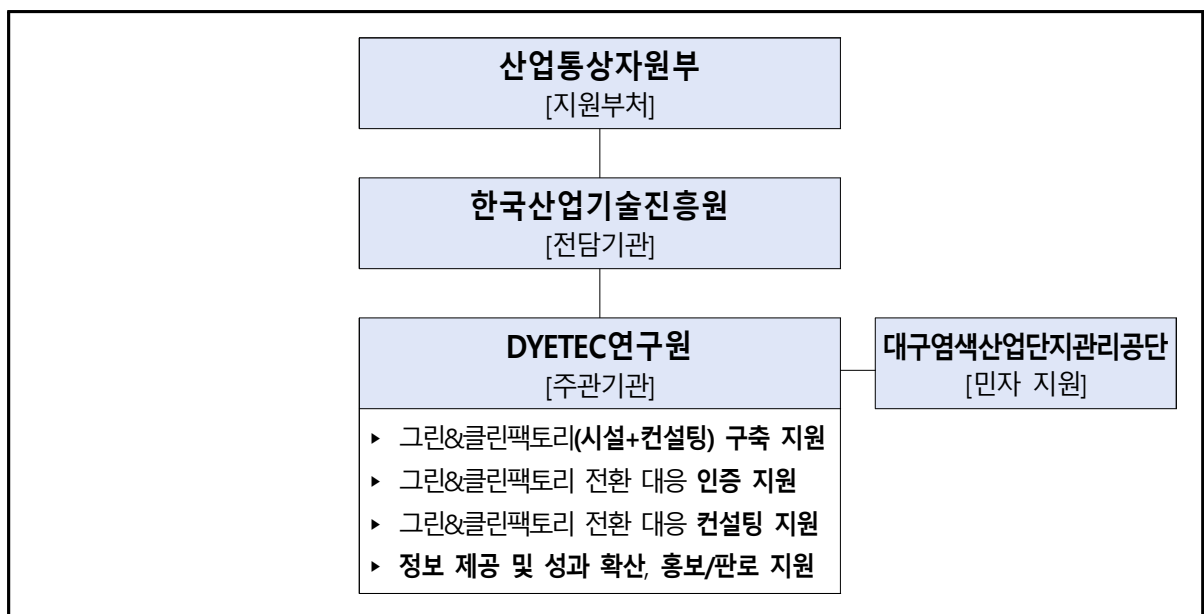 산업통상자원부
[지원부처]
한국산업기술진흥원
[전담기관]
DYETEC연구원
[주관기관]
대구염색산업단지관리공단
[민자 지원]
▸ 그린&클린팩토리(시설+컨설팅) 구축 지원
▸ 그린&클린팩토리 전환 대응 인증 지원
▸ 그린&클린팩토리 전환 대응 컨설팅 지원
▸ 정보 제공 및 성과 확산, 홍보/판로 지원